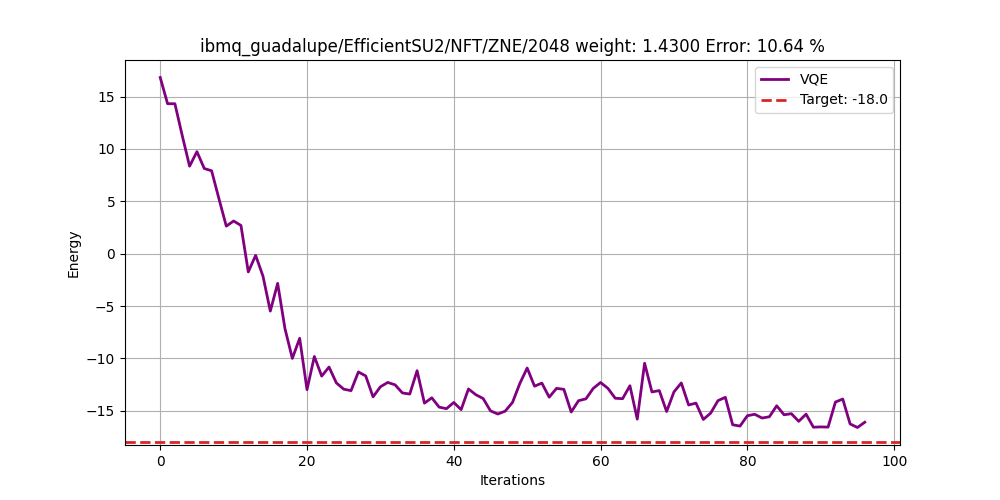 ibmq_guadalupe/EfficientSU2/NFT/ZNE/2048 weight: 1.4300 Error: 10.64 %
VQE
Target: -18.0
Energy
15
10
5
0
−5
−10
−15
0 20 40 60 80 100
Iterations